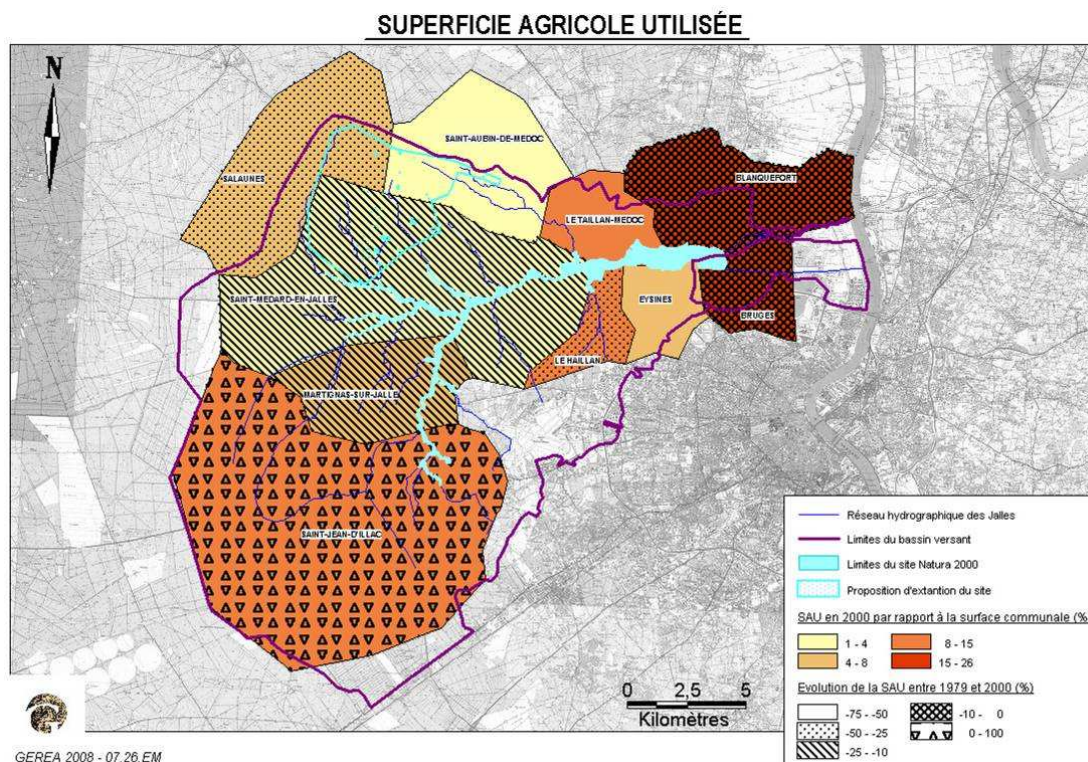 SUPERFICIE AGRICOLE UTILISÉE
N
SAINT-AUBIN-DE-MEDOC
SALAUNES
BLANQUEFORT
LE TAILLAN-MEDOC
SAINT-MEDARD-EN-JALLES
EYSINES
BRUGES
LE HAILLAN
MARTIGNAS-SUR-JALLE
SAINT-JEAN-D'ILLAC
Réseau hydrographique des Jalles
Limites du bassin versant
Limites du site Natura 2000
Proposition d'extantion du site
SAU en 2000 par rapport à la surface communale (%
1 - 4 8 - 15
4 - 8 15 - 26
Evolution de la SAU entre 1979 et 2000 (%)
-75 - -50 -10 - 0
-50 - -25 0 - 100
-25 - -10
0 2,5 5
Kilomètres
GEREA 2008 - 07.26.EM